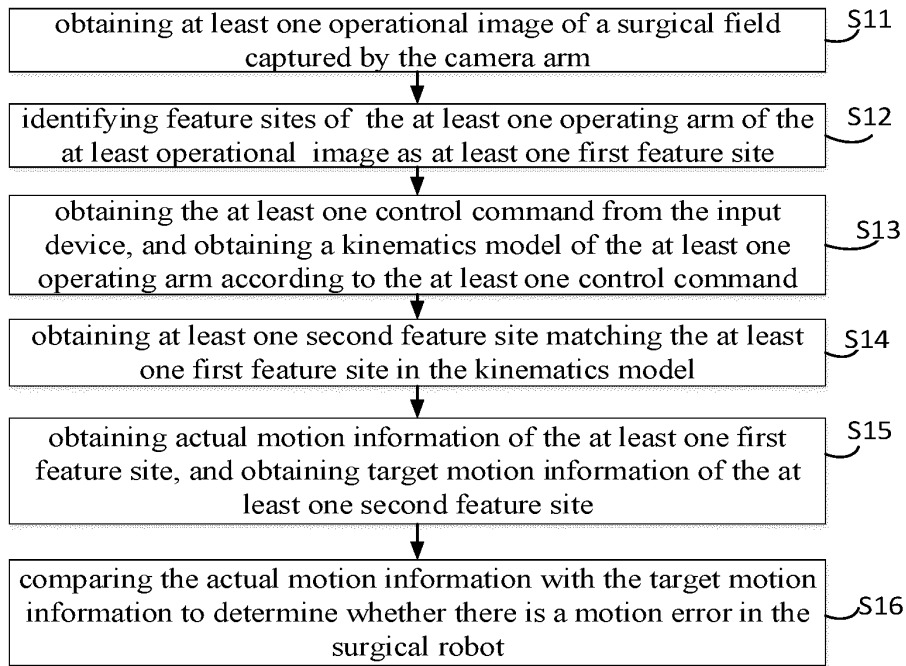 obtaining at least one operational image of a surgical field
captured by the camera arm
S11
identifying feature sites of the at least one operating arm of the
at least operational image as at least one first feature site
S12
obtaining the at least one control command from the input
device, and obtaining a kinematics model of the at least one
operating arm according to the at least one control command
S13
obtaining at least one second feature site matching the at least
one first feature site in the kinematics model
S14
obtaining actual motion information of the at least one first
feature site, and obtaining target motion information of the at
least one second feature site
S15
comparing the actual motion information with the target motion
information to determine whether there is a motion error in the
surgical robot
S16